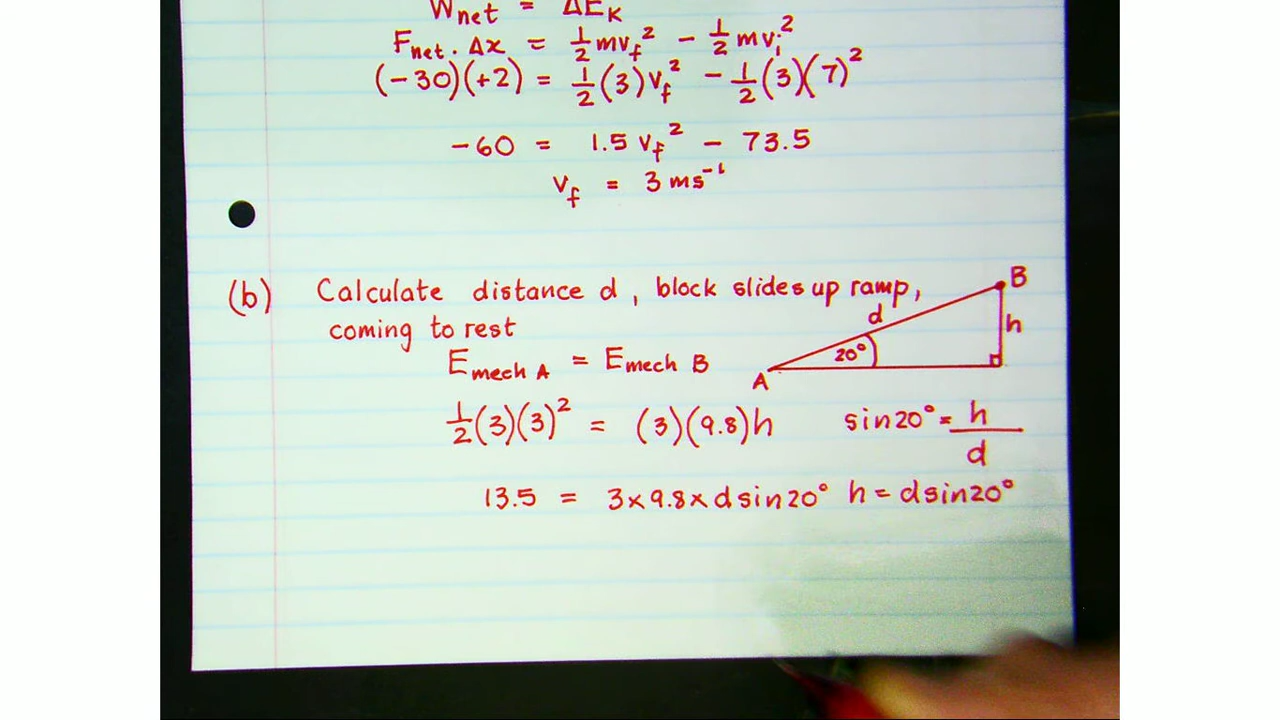 Wnet = ΔEK
Fnet . Δx = ½mvf² - ½mvi²
(-30)(+2) = ½(3)vf² - ½(3)(7)²
-60 = 1.5 vf² - 73.5
vf = 3 ms⁻¹
(b) Calculate distance d, block slides up ramp,
coming to rest
B
d
h
20°
A
Emech A = Emech B
½(3)(3)² = (3)(9.8)h
sin20° = h/d
13.5 = 3×9.8×dsin20°
h = dsin20°